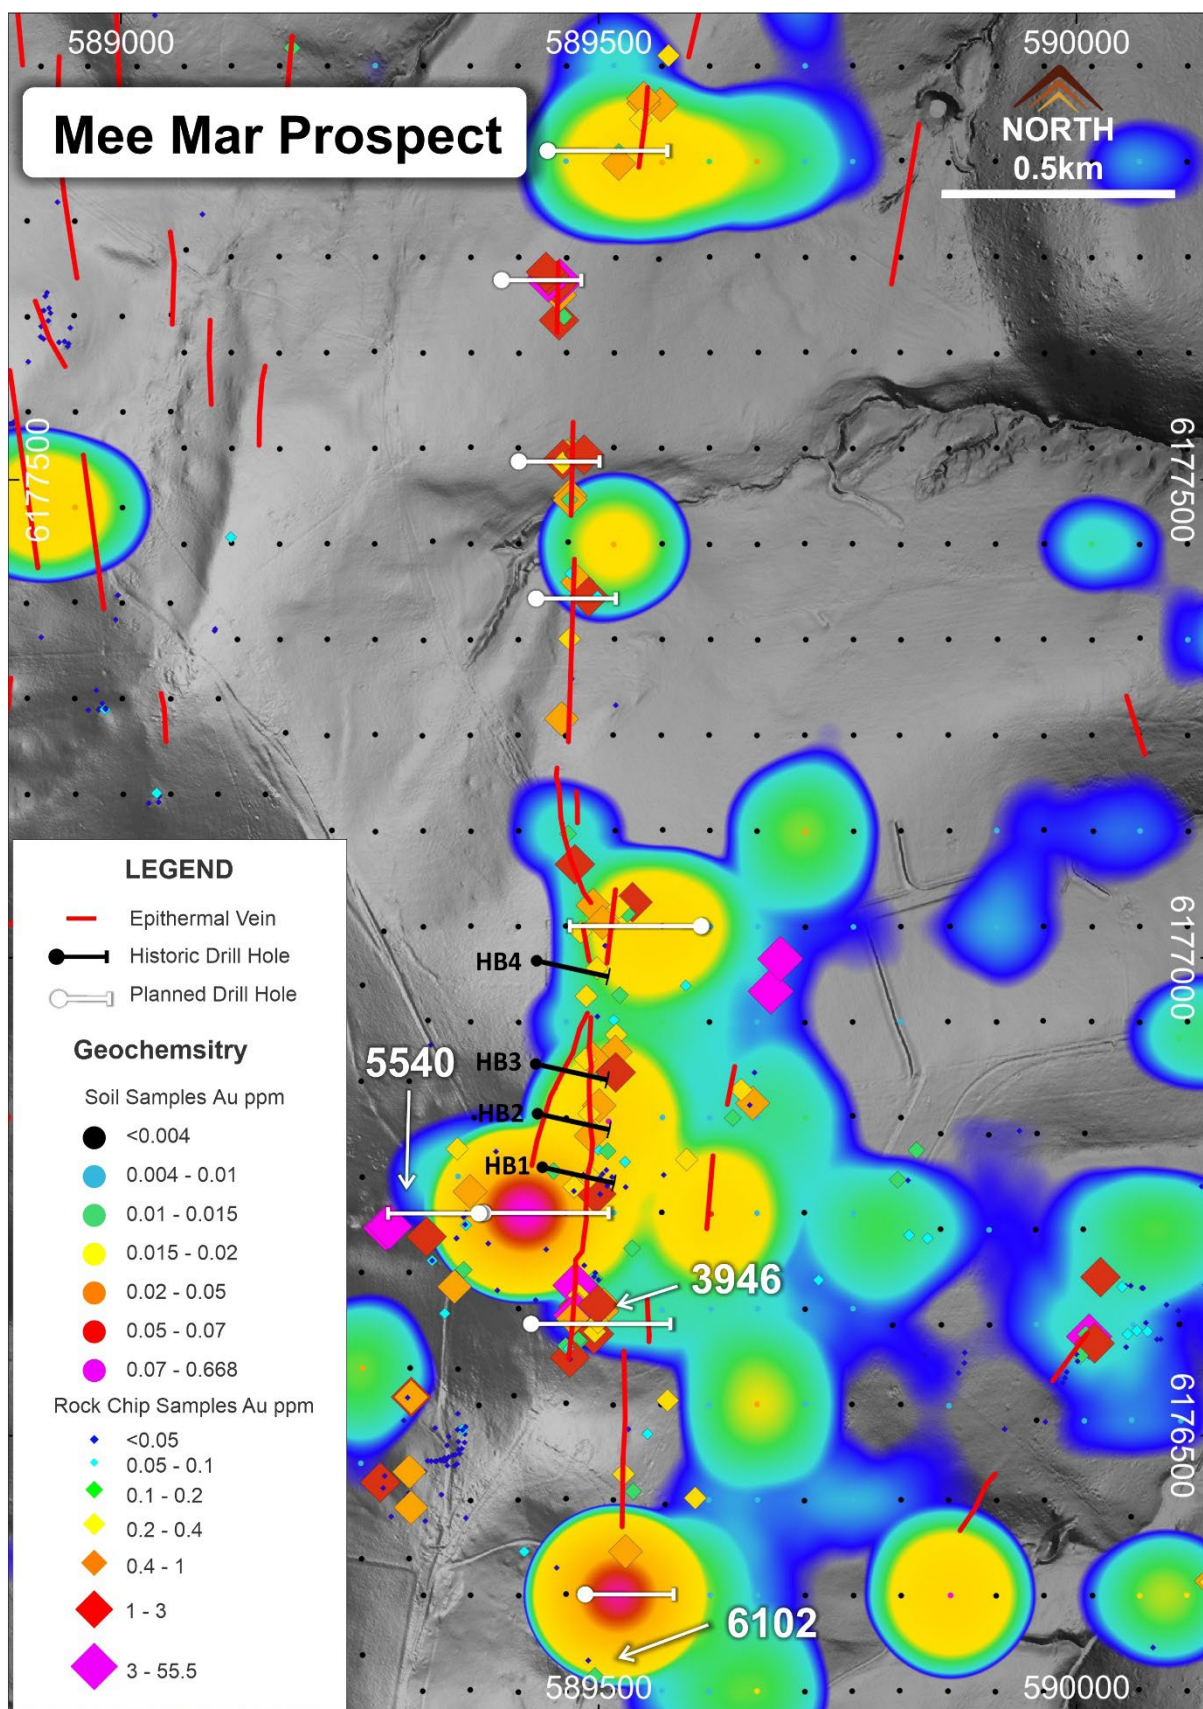 589000
589500
590000
Mee Mar Prospect
NORTH
0.5km
6177500
6177500
LEGEND
Epithermal Vein
Historic Drill Hole
Planned Drill Hole
Geochemsitry
Soil Samples Au ppm
<0.004
0.004 - 0.01
0.01 - 0.015
0.015 - 0.02
0.02 - 0.05
0.05 - 0.07
0.07 - 0.668
Rock Chip Samples Au ppm
<0.05
0.05 - 0.1
0.1 - 0.2
0.2 - 0.4
0.4 - 1
1 - 3
3 - 55.5
HB4
6177000
HB3
5540
HB2
HB1
3946
6176500
6102
589500
590000